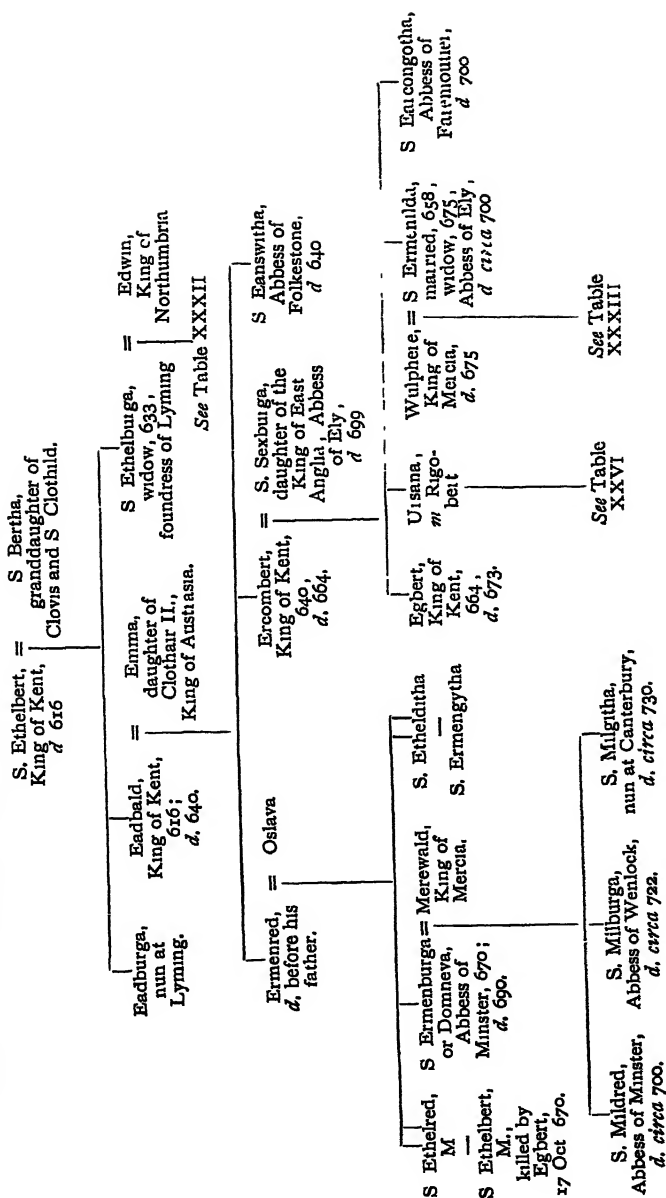 S. Ethelbert,
King of Kent,
d 616
=
S Bertha,
granddaughter of
Clovis and S Clothild.
Eadburga,
nun at
Lyming.
Eadbald,
King of Kent,
616;
d. 640.
=
Emma,
daughter of
Clothair II.,
King of Austrasia.
S Ethelburga,
widow, 633,
foundress of Lyming
=
Edwin,
King of
Northumbria
See Table XXXII
Ermenred,
d. before his
father.
=
Oslava
Ercombert,
King of Kent,
640,
d. 664.
=
S. Sexburga,
daughter of the
King of East
Anglia, Abbess
of Ely,
d 699
S Eanswitha,
Abbess of
Folkestone,
d 640
S Ethelred,
M
—
S Ethelbert,
M.,
killed by
Egbert,
17 Oct 670.
S Ermenburga
or Domneva,
Abbess of
Minster, 670;
d. 690.
=
Merewald,
King of
Mercia.
S. Ethelditha
—
S. Ermengytha
Egbert,
King of
Kent,
664,
d. 673.
Ursana,
m Rigo-
bert
See Table
XXVI
Wulphere,
King of
Mercia,
d. 675
=
S Ermenilda,
married, 658,
widow, 675,
Abbess of Ely,
d circa 700
See Table
XXXIII
S Earcongotha,
Abbess of
Faremoutier,
d 700
S. Mildred,
Abbess of Minster,
d. circa 700.
S. Milburga,
Abbess of Wenlock,
d. circa 722.
S. Milgitha,
nun at Canterbury,
d. circa 730.